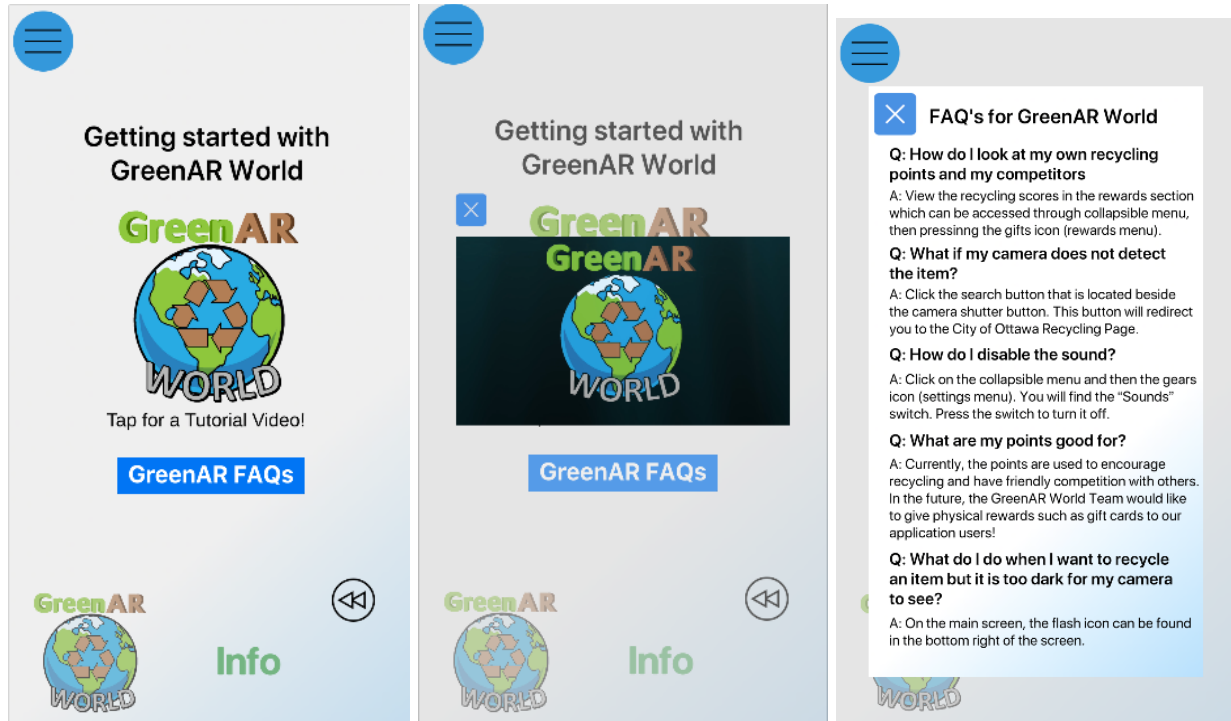 Getting started with
GreenAR World
GreenAR
WORLD
Tap for a Tutorial Video!
GreenAR FAQs
GreenAR
WORLD
Info
Getting started with
GreenAR World
GreenAR
GreenAR
WORLD
GreenAR FAQs
GreenAR
WORLD
Info
FAQ's for GreenAR World
Q: How do I look at my own recycling
points and my competitors
A: View the recycling scores in the rewards section
which can be accessed through collapsible menu,
then pressinng the gifts icon (rewards menu).
Q: What if my camera does not detect
the item?
A: Click the search button that is located beside
the camera shutter button. This button will redirect
you to the City of Ottawa Recycling Page.
Q: How do I disable the sound?
A: Click on the collapsible menu and then the gears
icon (settings menu). You will find the “Sounds”
switch. Press the switch to turn it off.
Q: What are my points good for?
A: Currently, the points are used to encourage
recycling and have friendly competition with others.
In the future, the GreenAR World Team would like
to give physical rewards such as gift cards to our
application users!
Q: What do I do when I want to recycle
an item but it is too dark for my camera
to see?
A: On the main screen, the flash icon can be found
in the bottom right of the screen.
WORLD